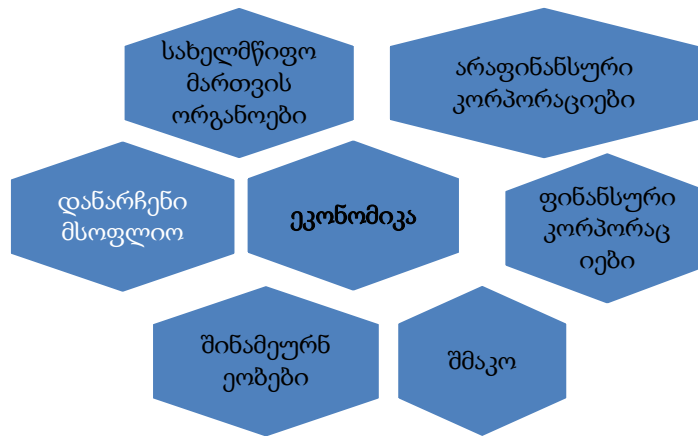 სახელმწიფო
მართვის
ორგანოები
არაფინანსური
კორპორაციები
დანარჩენი
მსოფლიო
ეკონომიკა
ფინანსური
კორპორაც
იები
შინამეურნ
ეობები
შმაკო